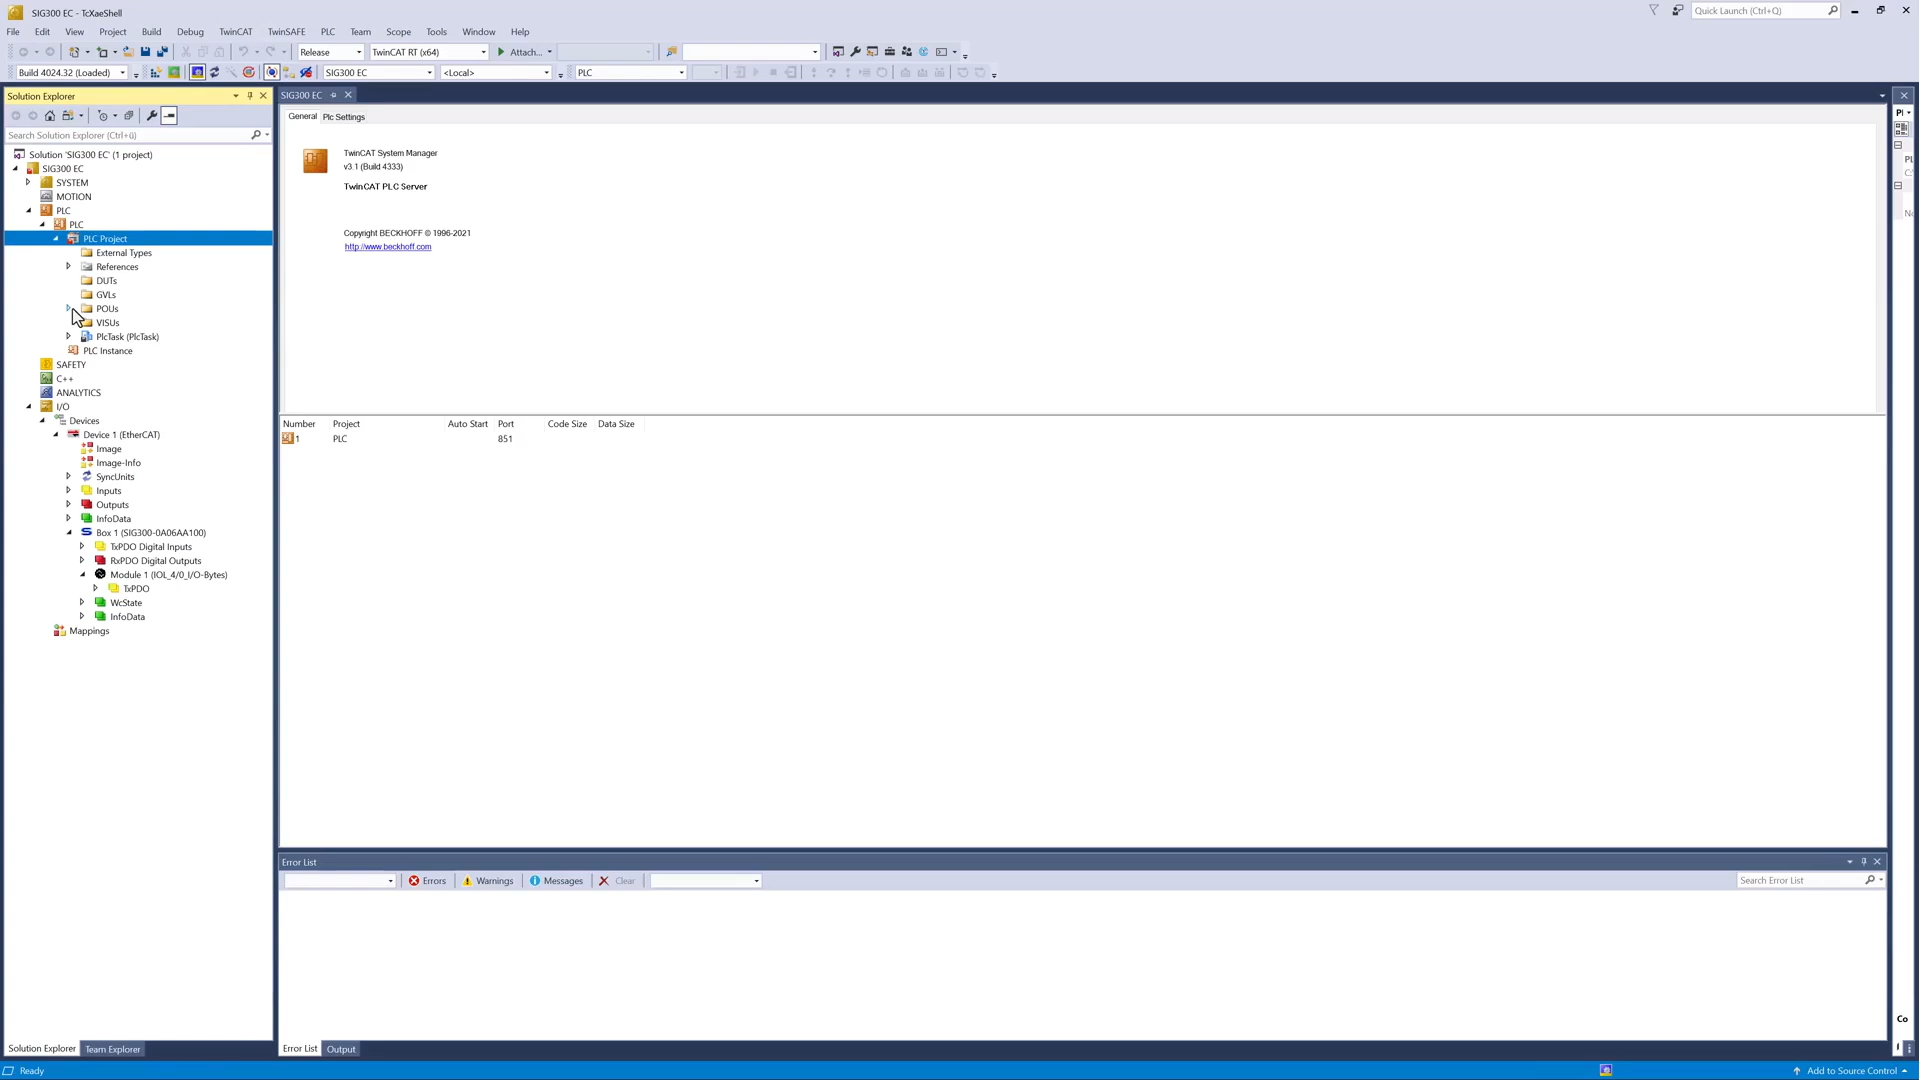 SIG300 EC - TcXaeShell
Quick Launch (Ctrl+Q)
File Edit View Project Build Debug TwinCAT TwinSAFE PLC Team Scope Tools Window Help
Release TwinCAT RT (x64) Attach...
Build 4024.32 (Loaded) SIG300 EC <Local> PLC
Solution Explorer
Search Solution Explorer (Ctrl+ü)
Solution 'SIG300 EC' (1 project)
SIG300 EC
SYSTEM
MOTION
PLC
PLC
PLC Project
External Types
References
DUTs
GVLs
POUs
VISUs
PlcTask (PlcTask)
PLC Instance
SAFETY
C++
ANALYTICS
I/O
Devices
Device 1 (EtherCAT)
Image
Image-Info
SyncUnits
Inputs
Outputs
InfoData
Box 1 (SIG300-0A06AA100)
TxPDO Digital Inputs
RxPDO Digital Outputs
Module 1 (IOL_4/0_I/O-Bytes)
TxPDO
WcState
InfoData
Mappings
Solution Explorer Team Explorer
SIG300 EC
General Plc Settings
TwinCAT System Manager
v3.1 (Build 4333)
TwinCAT PLC Server
Copyright BECKHOFF © 1996-2021
http://www.beckhoff.com
Number Project Auto Start Port Code Size Data Size
1 PLC 851
Error List
Errors Warnings Messages Clear
Search Error List
Error List Output
Co
Ready
Add to Source Control